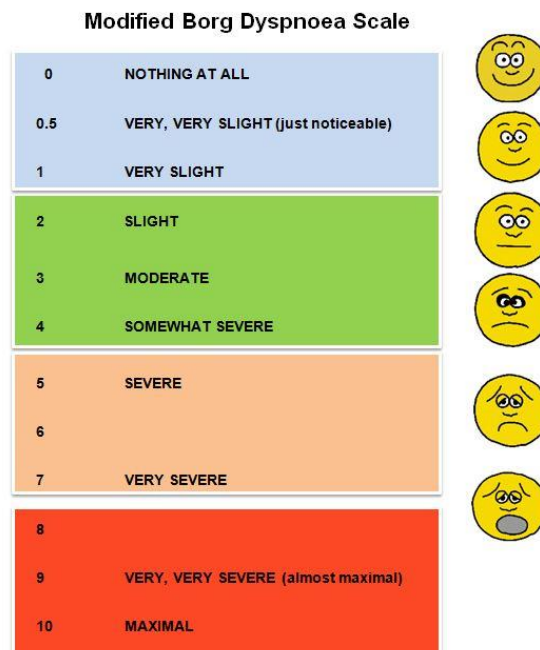 Modified Borg Dyspnoea Scale
0 NOTHING AT ALL
0.5 VERY, VERY SLIGHT (just noticeable)
1 VERY SLIGHT
2 SLIGHT
3 MODERATE
4 SOMEWHAT SEVERE
5 SEVERE
6
7 VERY SEVERE
8
9 VERY, VERY SEVERE (almost maximal)
10 MAXIMAL